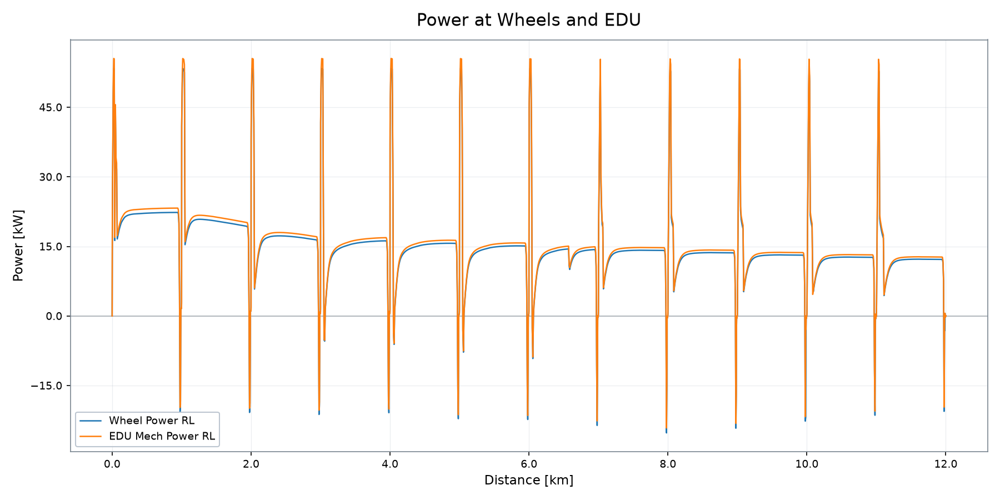 Power at Wheels and EDU
Power [kW]
45.0
30.0
15.0
0.0
−15.0
Wheel Power RL
EDU Mech Power RL
0.0 2.0 4.0 6.0 8.0 10.0 12.0
Distance [km]